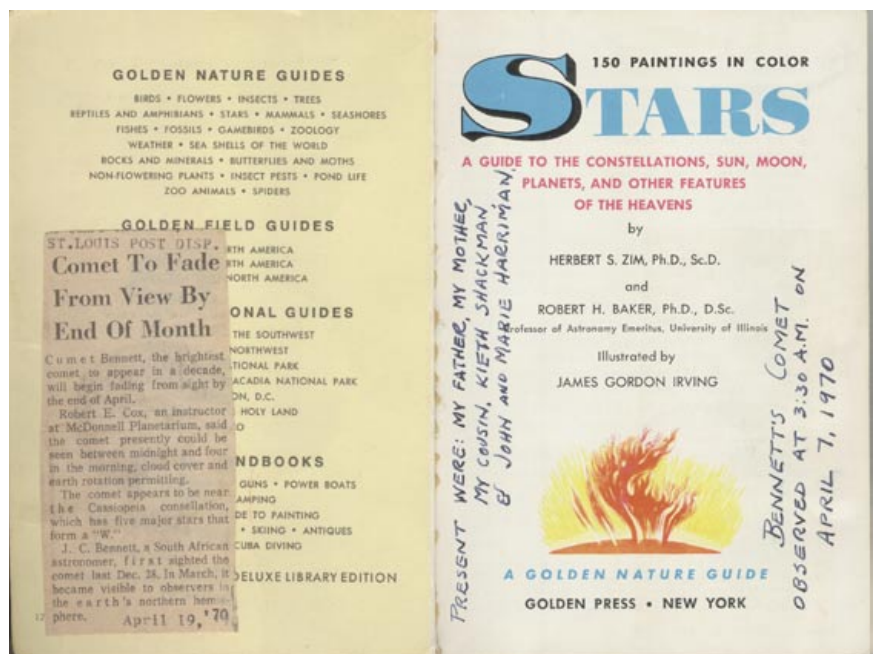 GOLDEN NATURE GUIDES
BIRDS • FLOWERS • INSECTS • TREES
REPTILES AND AMPHIBIANS • STARS • MAMMALS • SEASHORES
FISHES • FOSSILS • GAMEBIRDS • ZOOLOGY
WEATHER • SEA SHELLS OF THE WORLD
ROCKS AND MINERALS • BUTTERFLIES AND MOTHS
NON-FLOWERING PLANTS • INSECT PESTS • POND LIFE
ZOO ANIMALS • SPIDERS
GOLDEN FIELD GUIDES
RTH AMERICA
RTH AMERICA
NORTH AMERICA
ONAL GUIDES
THE SOUTHWEST
NORTHWEST
TIONAL PARK
ACADIA NATIONAL PARK
ON, D.C.
HOLY LAND
O
NDBOOKS
GUNS • POWER BOATS
AMPING
DE TO PAINTING
• SKIING • ANTIQUES
CUBA DIVING
DELUXE LIBRARY EDITION
ST.LOUIS POST DISP.
Comet To Fade
From View By
End Of Month
Comet Bennett, the brightest
comet to appear in a decade,
will begin fading from sight by
the end of April.
Robert E. Cox, an instructor
at McDonnell Planetarium, said
the comet presently could be
seen between midnight and four
in the morning, cloud cover and
earth rotation permitting.
The comet appears to be near
the Cassiopeia consellation,
which has five major stars that
form a "W."
J. C. Bennett, a South African
astronomer, first sighted the
comet last Dec. 28. In March, it
became visible to observers in
the earth's northern hemi-
phere.
April 19,'70
150 PAINTINGS IN COLOR
STARS
A GUIDE TO THE CONSTELLATIONS, SUN, MOON,
PLANETS, AND OTHER FEATURES
OF THE HEAVENS
by
HERBERT S. ZIM, Ph.D., Sc.D.
and
ROBERT H. BAKER, Ph.D., D.Sc.
Professor of Astronomy Emeritus, University of Illinois
Illustrated by
JAMES GORDON IRVING
A GOLDEN NATURE GUIDE
GOLDEN PRESS • NEW YORK
PRESENT WERE: MY FATHER, MY MOTHER,
MY COUSIN, KIETH SHACKMAN,
& JOHN AND MARIE HARRIMAN,
BENNETT'S COMET
OBSERVED AT 3:30 A.M. ON
APRIL 7, 1970